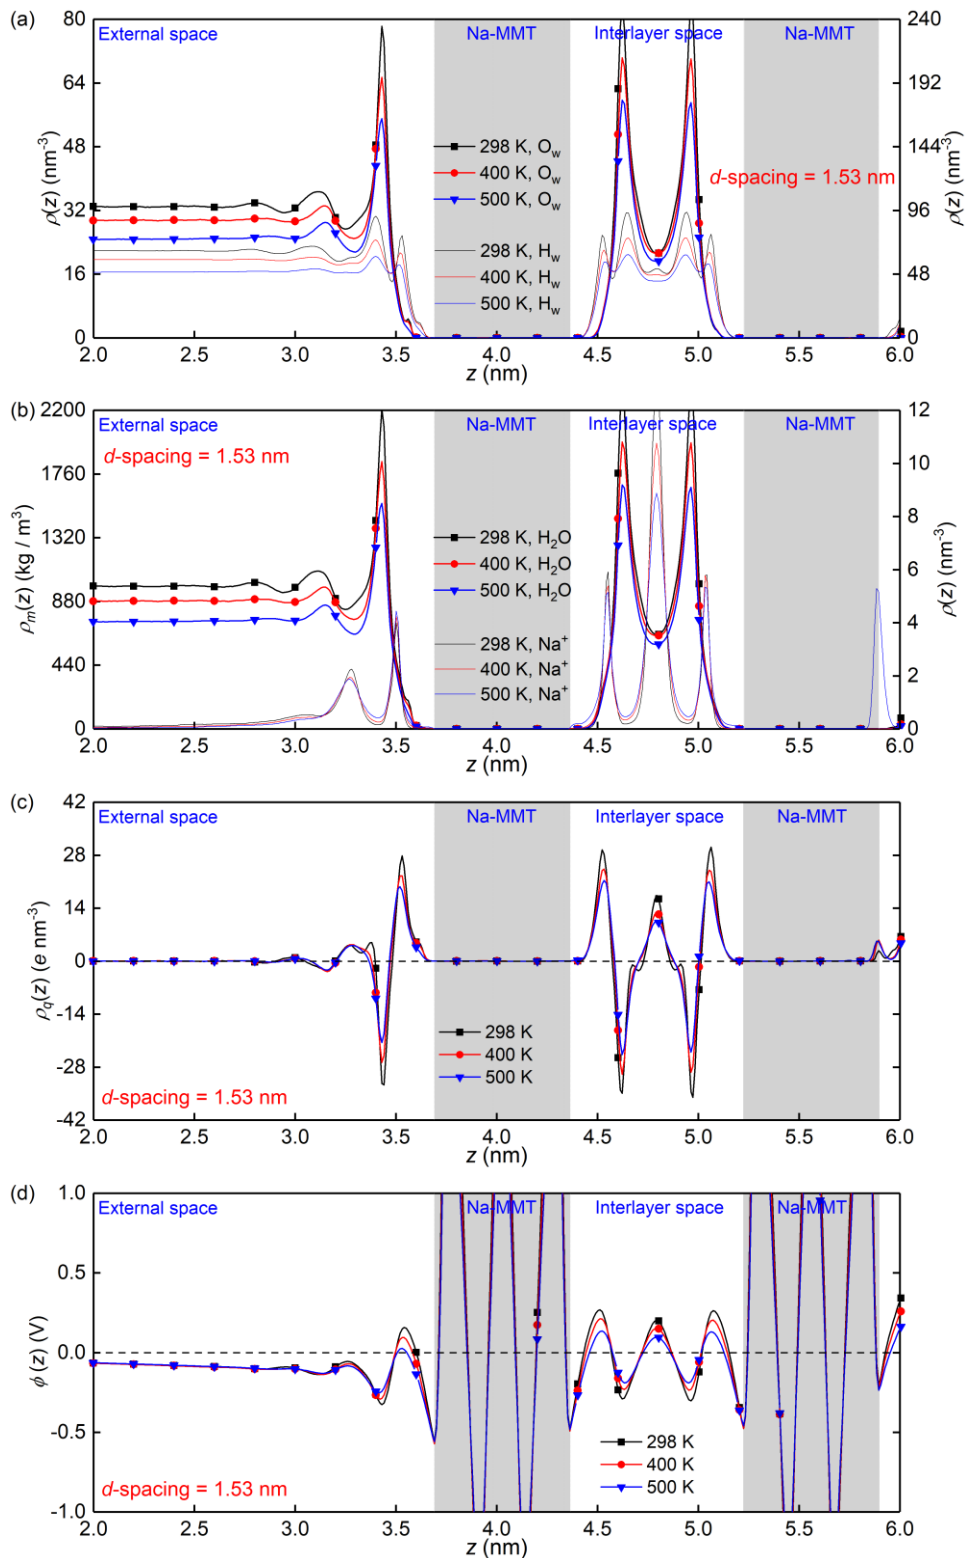 (a)
80
64
48
32
16
0
ρ(z) (nm⁻³)
External space
Na-MMT
Interlayer space
Na-MMT
298 K, O_w
400 K, O_w
500 K, O_w
298 K, H_w
400 K, H_w
500 K, H_w
d-spacing = 1.53 nm
240
192
144
96
48
0
ρ(z) (nm⁻³)
2.0 2.5 3.0 3.5 4.0 4.5 5.0 5.5 6.0
z (nm)
(b)
2200
1760
1320
880
440
0
ρ_m(z) (kg / m³)
External space
Na-MMT
Interlayer space
Na-MMT
d-spacing = 1.53 nm
298 K, H₂O
400 K, H₂O
500 K, H₂O
298 K, Na⁺
400 K, Na⁺
500 K, Na⁺
12
10
8
6
4
2
0
ρ(z) (nm⁻³)
2.0 2.5 3.0 3.5 4.0 4.5 5.0 5.5 6.0
z (nm)
(c)
42
28
14
0
-14
-28
-42
ρ_q(z) (e nm⁻³)
External space
Na-MMT
Interlayer space
Na-MMT
298 K
400 K
500 K
d-spacing = 1.53 nm
2.0 2.5 3.0 3.5 4.0 4.5 5.0 5.5 6.0
z (nm)
(d)
1.0
0.5
0.0
-0.5
-1.0
ϕ(z) (V)
External space
Na-MMT
Interlayer space
Na-MMT
298 K
400 K
500 K
d-spacing = 1.53 nm
2.0 2.5 3.0 3.5 4.0 4.5 5.0 5.5 6.0
z (nm)